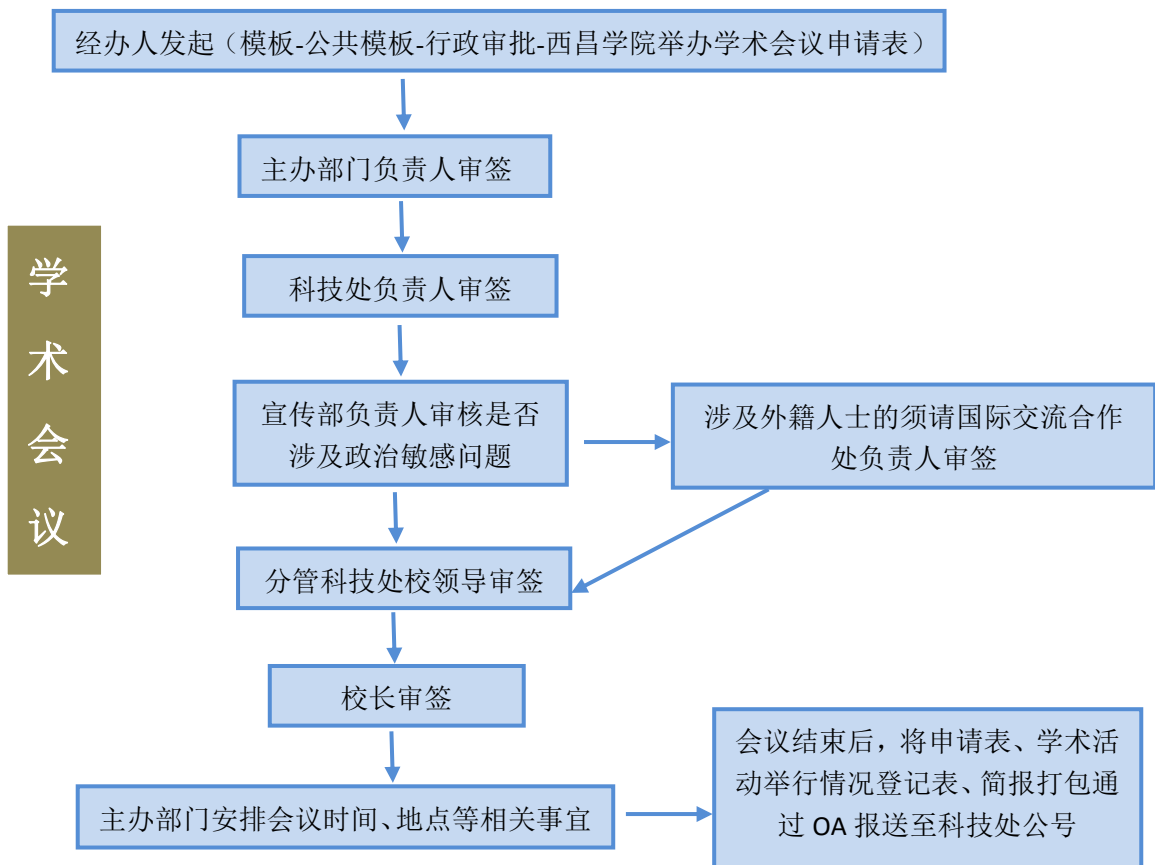 经办人发起（模板-公共模板-行政审批-西昌学院举办学术会议申请表）
主办部门负责人审签
学
术
会
议
科技处负责人审签
宣传部负责人审核是否
涉及政治敏感问题
涉及外籍人士的须请国际交流合作
处负责人审签
分管科技处校领导审签
校长审签
主办部门安排会议时间、地点等相关事宜
会议结束后，将申请表、学术活
动举行情况登记表、简报打包通
过 OA 报送至科技处公号